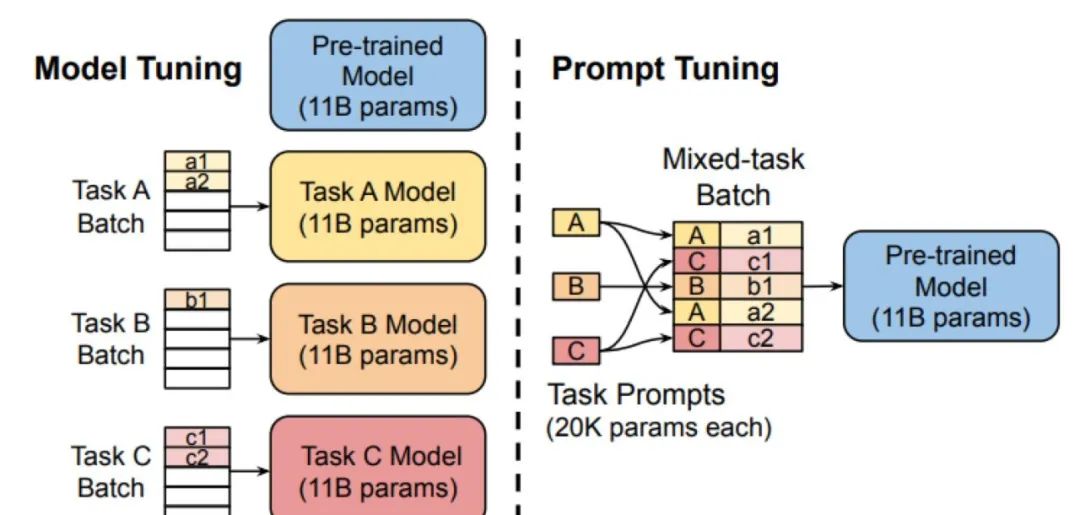 Model Tuning
Pre-trained
Model
(11B params)
Task A
Batch
a1
a2
Task A Model
(11B params)
Task B
Batch
b1
Task B Model
(11B params)
Task C
Batch
c1
c2
Task C Model
(11B params)
Prompt Tuning
Mixed-task
Batch
A
B
C
A a1
C c1
B b1
A a2
C c2
Task Prompts
(20K params each)
Pre-trained
Model
(11B params)